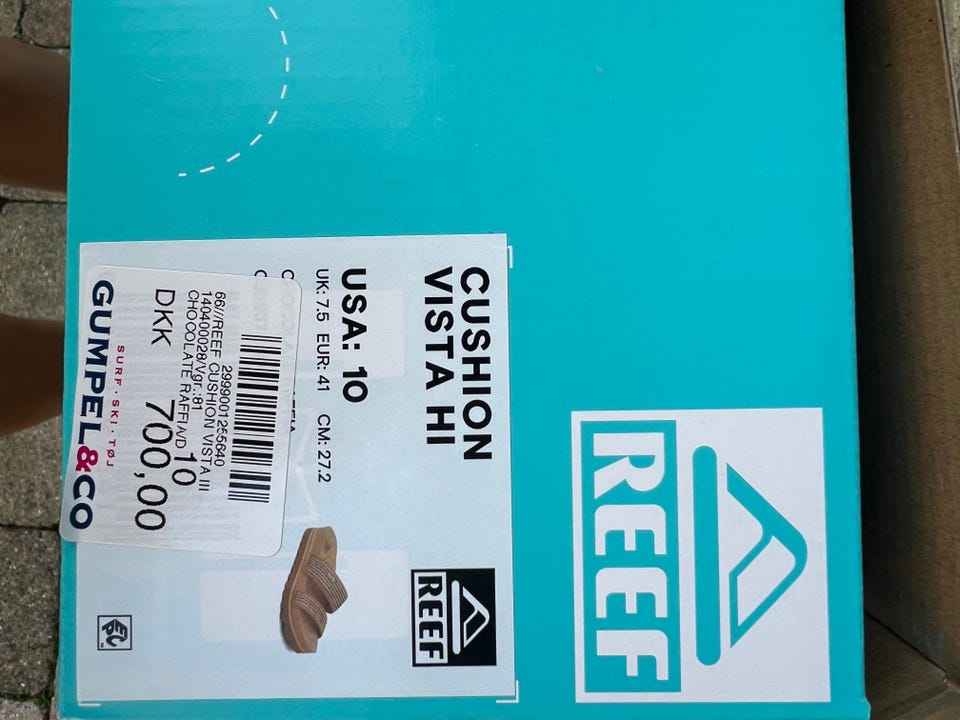 CUSHION
VISTA HI
USA: 10
UK: 7.5 EUR: 41 CM: 27.2
2999001255640
66///REEF CUSHION VISTA III
14040028/Vgr.:81
CHOCOLATE RAFFIA/D 10
DKK 700,00
SURF·SKI·TØJ
GUMPEL&CO
REEF
REEF